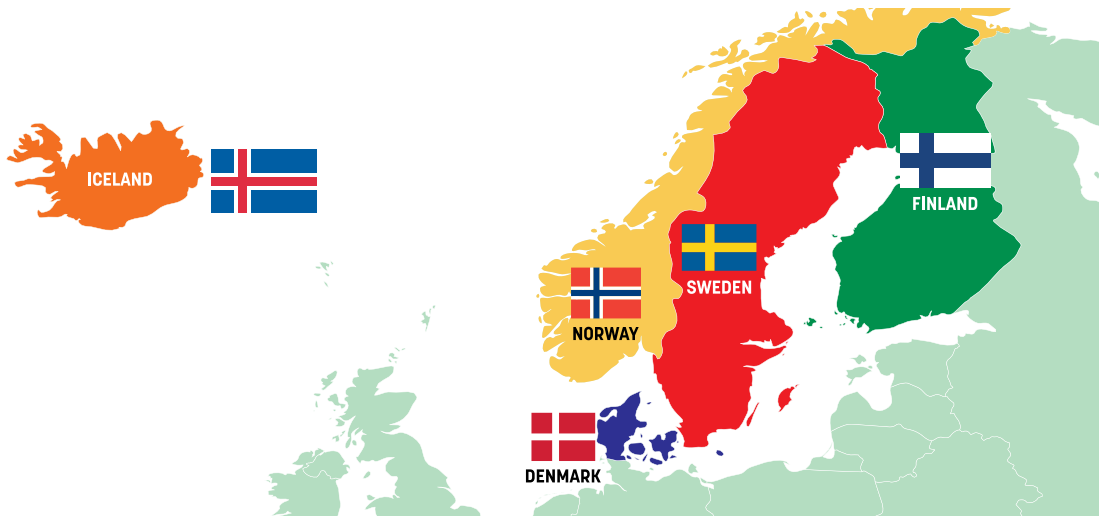 ICELAND
FINLAND
SWEDEN
NORWAY
DENMARK